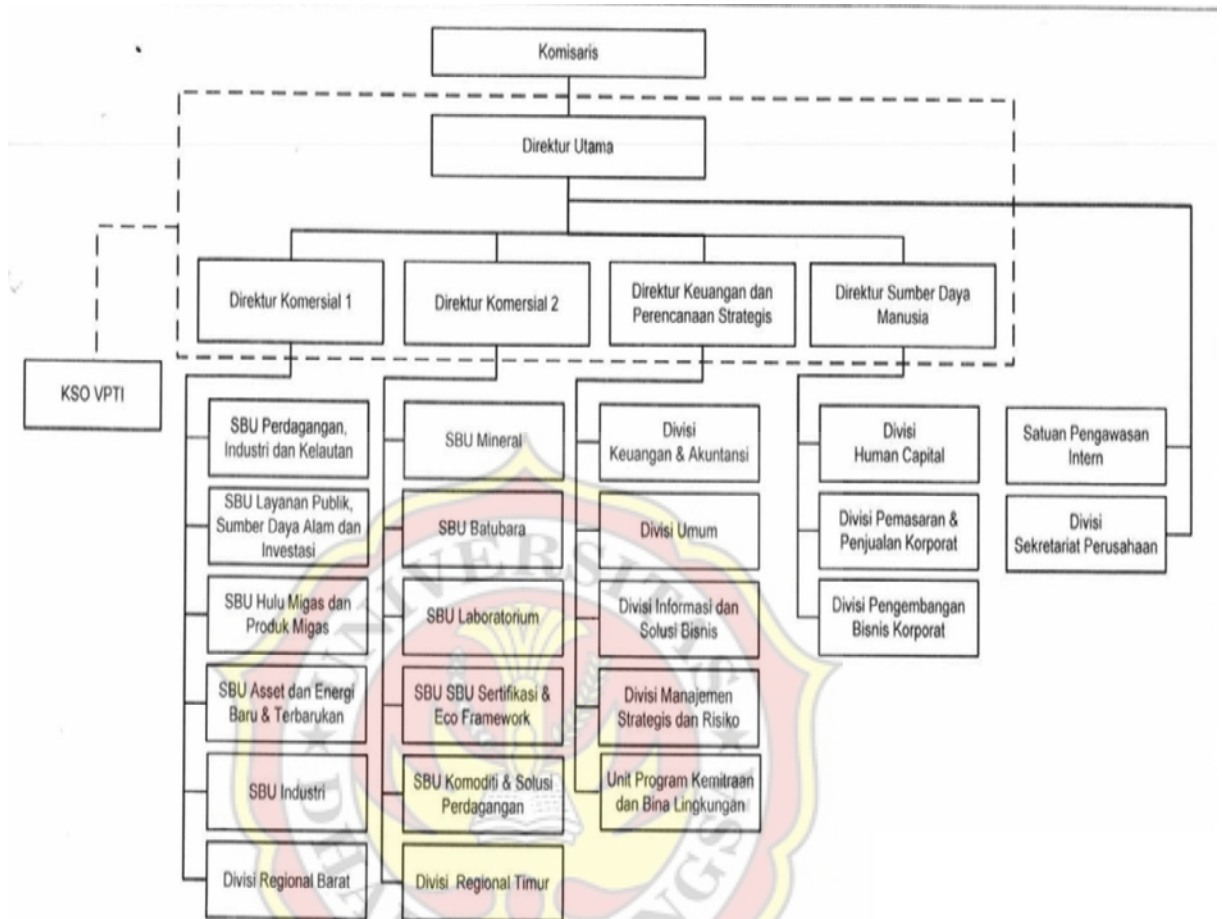 Komisaris
Direktur Utama
Direktur Komersial 1
Direktur Komersial 2
Direktur Keuangan dan
Perencanaan Strategis
Direktur Sumber Daya
Manusia
KSO VPTI
SBU Perdagangan,
Industri dan Kelautan
SBU Layanan Publik,
Sumber Daya Alam dan
Investasi
SBU Hulu Migas dan
Produk Migas
SBU Asset dan Energi
Baru & Terbarukan
SBU Industri
Divisi Regional Barat
SBU Mineral
SBU Batubara
SBU Laboratorium
SBU SBU Sertifikasi &
Eco Framework
SBU Komoditi & Solusi
Perdagangan
Divisi Regional Timur
Divisi
Keuangan & Akuntansi
Divisi Umum
Divisi Informasi dan
Solusi Bisnis
Divisi Manajemen
Strategis dan Risiko
Unit Program Kemitraan
dan Bina Lingkungan
Divisi
Human Capital
Divisi Pemasaran &
Penjualan Korporat
Divisi Pengembangan
Bisnis Korporat
Satuan Pengawasan
Intern
Divisi
Sekretariat Perusahaan
UNIVERSITAS